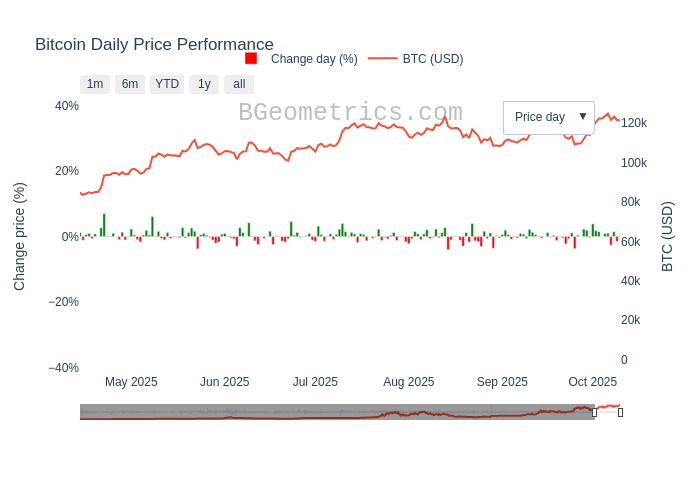 Bitcoin Daily Price Performance
Change day (%) BTC (USD)
1m 6m YTD 1y all
BGeometrics.com
Price day ▼
40%
20%
0%
−20%
−40%
Change price (%)
120k
100k
80k
60k
40k
20k
0
BTC (USD)
May 2025 Jun 2025 Jul 2025 Aug 2025 Sep 2025 Oct 2025